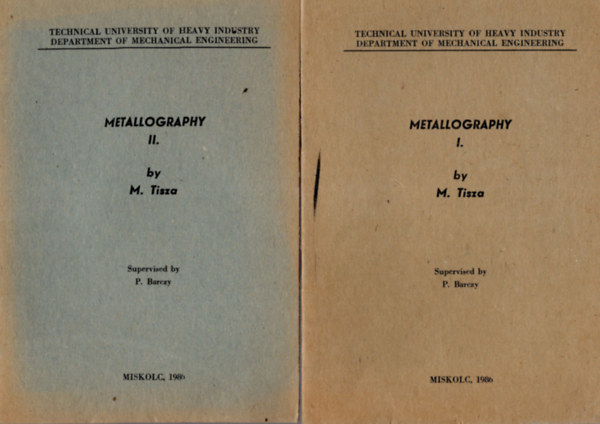 TECHNICAL UNIVERSITY OF HEAVY INDUSTRY
DEPARTMENT OF MECHANICAL ENGINEERING
METALLOGRAPHY
II.
by
M. Tisza
Supervised by
P. Barczy
MISKOLC,
TECHNICAL UNIVERSITY OF HEAVY INDUSTRY
DEPARTMENT OF MECHANICAL ENGINEERING
METALLOGRAPHY
I.
by
M. Tisza
Supervised by
P. Barczy
MISKOLC, 1986